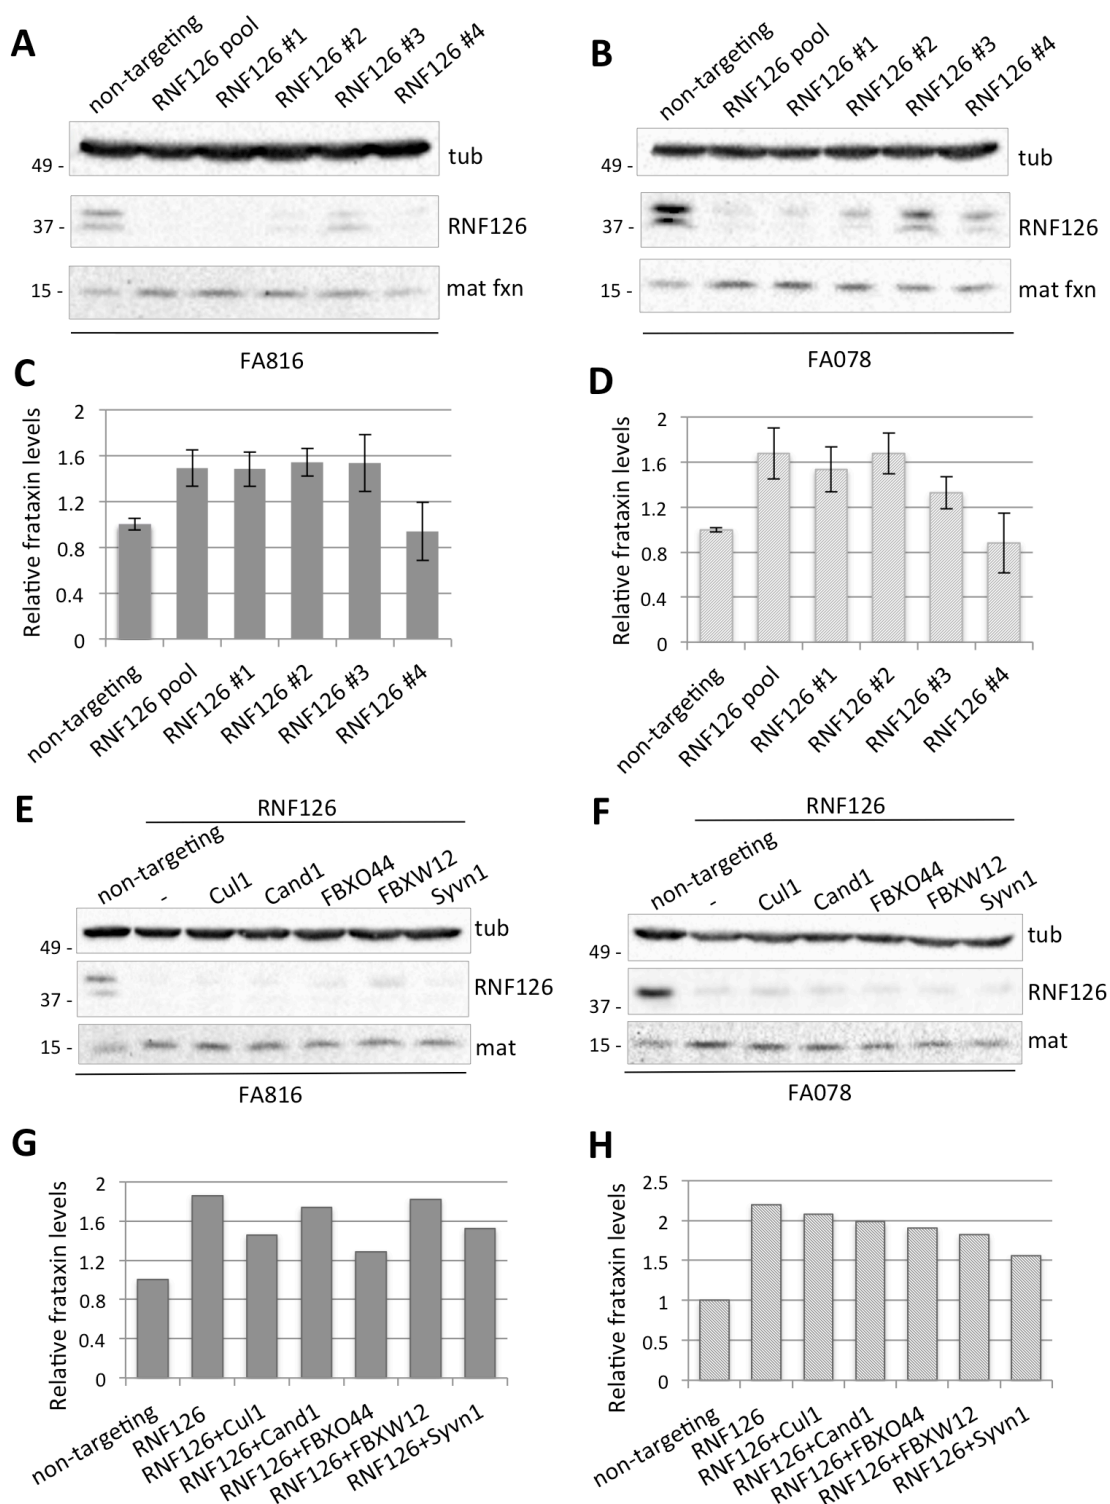 A
non-targeting
RNF126 pool
RNF126 #1
RNF126 #2
RNF126 #3
RNF126 #4
49 -
tub
37 -
RNF126
15 -
mat fxn
FA816
B
non-targeting
RNF126 pool
RNF126 #1
RNF126 #2
RNF126 #3
RNF126 #4
49 -
tub
37 -
RNF126
15 -
mat fxn
FA078
C
Relative frataxin levels
2
1.6
1.2
0.8
0.4
0
non-targeting
RNF126 pool
RNF126 #1
RNF126 #2
RNF126 #3
RNF126 #4
D
Relative frataxin levels
2
1.6
1.2
0.8
0.4
0
non-targeting
RNF126 pool
RNF126 #1
RNF126 #2
RNF126 #3
RNF126 #4
E
RNF126
non-targeting
-
Cul1
Cand1
FBXO44
FBXW12
Syvn1
49 -
tub
37 -
RNF126
15 -
mat
FA816
F
RNF126
non-targeting
-
Cul1
Cand1
FBXO44
FBXW12
Syvn1
49 -
tub
37 -
RNF126
15 -
mat
FA078
G
Relative frataxin levels
2
1.6
1.2
0.8
0.4
0
non-targeting
RNF126
RNF126+Cul1
RNF126+Cand1
RNF126+FBXO44
RNF126+FBXW12
RNF126+Syvn1
H
Relative frataxin levels
2.5
2
1.5
1
0.5
0
non-targeting
RNF126
RNF126+Cul1
RNF126+Cand1
RNF126+FBXO44
RNF126+FBXW12
RNF126+Syvn1